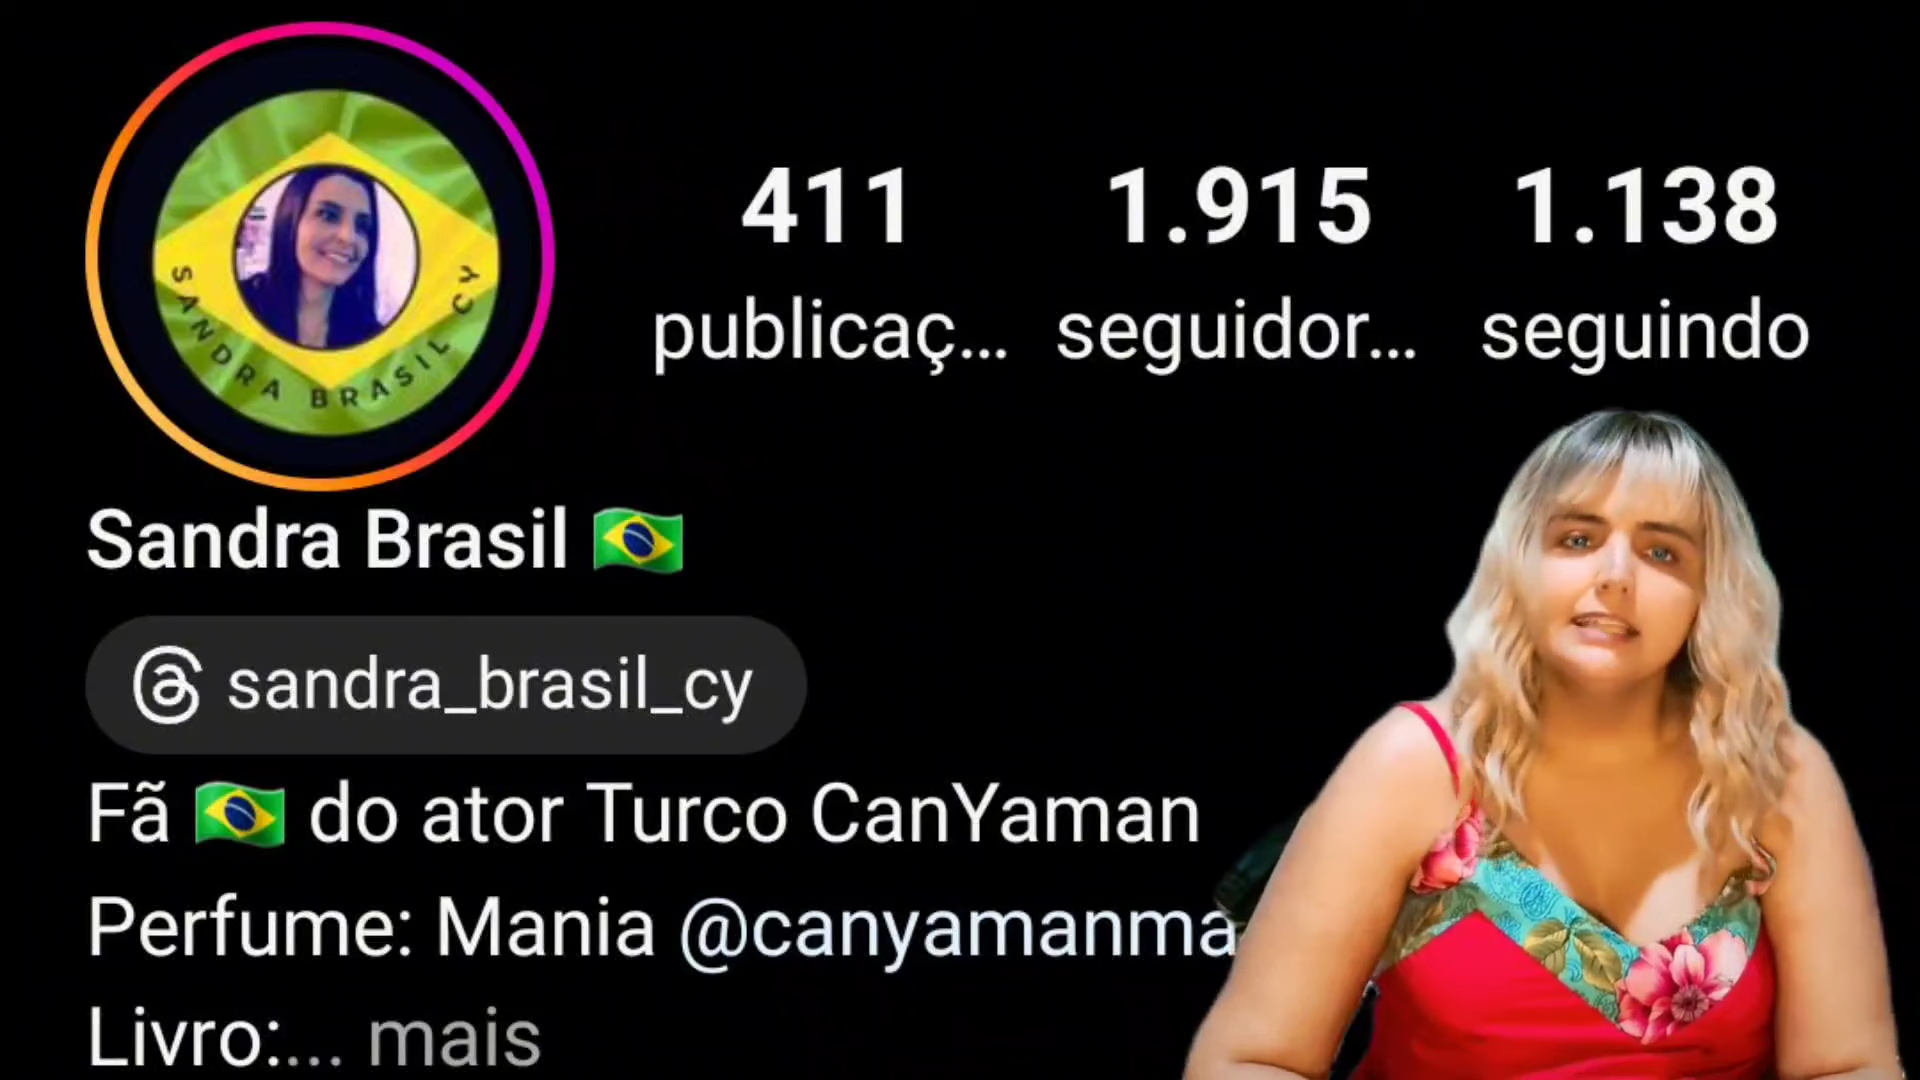 SANDRA BRASIL CY
411 1.915 1.138
publicaç... seguidor... seguindo
Sandra Brasil 🇧🇷
sandra_brasil_cy
Fã 🇧🇷 do ator Turco CanYaman
Perfume: Mania @canyamanma
Livro:... mais